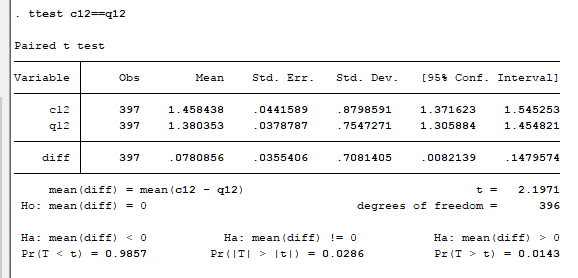 . ttest c12==q12
Paired t test
Variable Obs Mean Std. Err. Std. Dev. [95% Conf. Interval]
c12 397 1.458438 .0441589 .8798591 1.371623 1.545253
q12 397 1.380353 .0378787 .7547271 1.305884 1.454821
diff 397 .0780856 .0355406 .7081405 .0082139 .1479574
mean(diff) = mean(c12 - q12) t = 2.1971
Ho: mean(diff) = 0 degrees of freedom = 396
Ha: mean(diff) < 0 Ha: mean(diff) != 0 Ha: mean(diff) > 0
Pr(T < t) = 0.9857 Pr(|T| > |t|) = 0.0286 Pr(T > t) = 0.0143